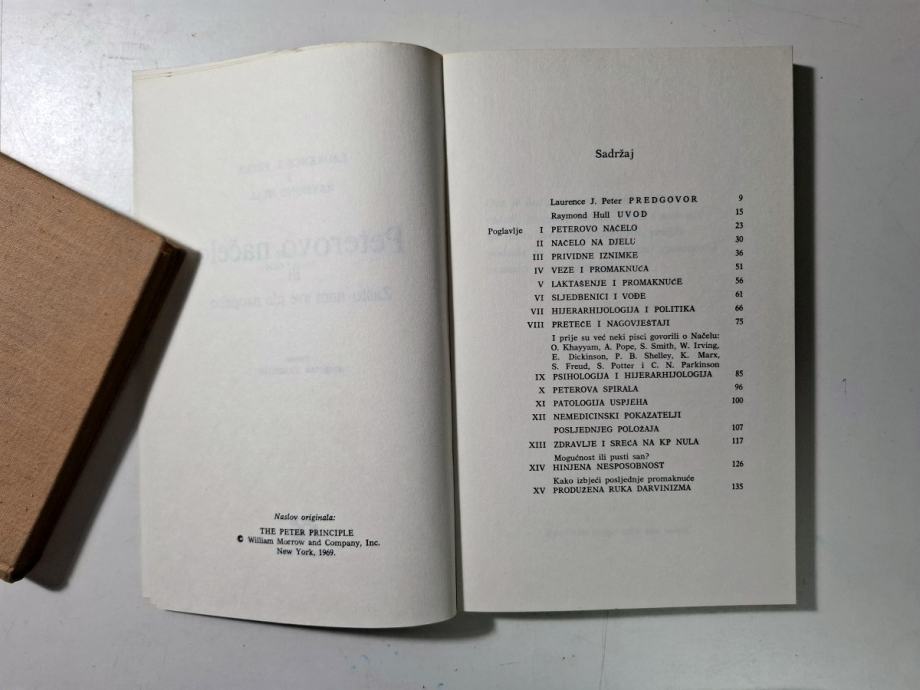 Naslov originala:
THE PETER PRINCIPLE
© William Morrow and Company, Inc.
New York, 1969.
Sadržaj
Laurence J. Peter PREDGOVOR 9
Raymond Hull UVOD 15
Poglavlje I PETEROVO NAČELO 23
II NAČELO NA DJELU 30
III PRIVIDNE IZNIMKE 36
IV VEZE I PROMAKNUĆA 51
V LAKTAŠENJE I PROMAKNUĆE 56
VI SLJEDBENICI I VOĐE 61
VII HIJERARHIJOLOGIJA I POLITIKA 66
VIII PRETEČE I NAGOVJEŠTAJI 75
I prije su već neki pisci govorili o Načelu:
O. Khayyam, A. Pope, S. Smith, W. Irving,
E. Dickinson, P. B. Shelley, K. Marx,
S. Freud, S. Potter i C. N. Parkinson
IX PSIHOLOGIJA I HIJERARHIJOLOGIJA 85
X PETEROVA SPIRALA 96
XI PATOLOGIJA USPJEHA 100
XII NEMEDICINSKI POKAZATELJI
POSLJEDNJEG POLOŽAJA 107
XIII ZDRAVLJE I SREĆA NA KP NULA 117
Mogućnost ili pusti san?
XIV HINJENA NESPOSOBNOST 126
Kako izbjeći posljednje promaknuće
XV PRODUŽENA RUKA DARVINIZMA 135